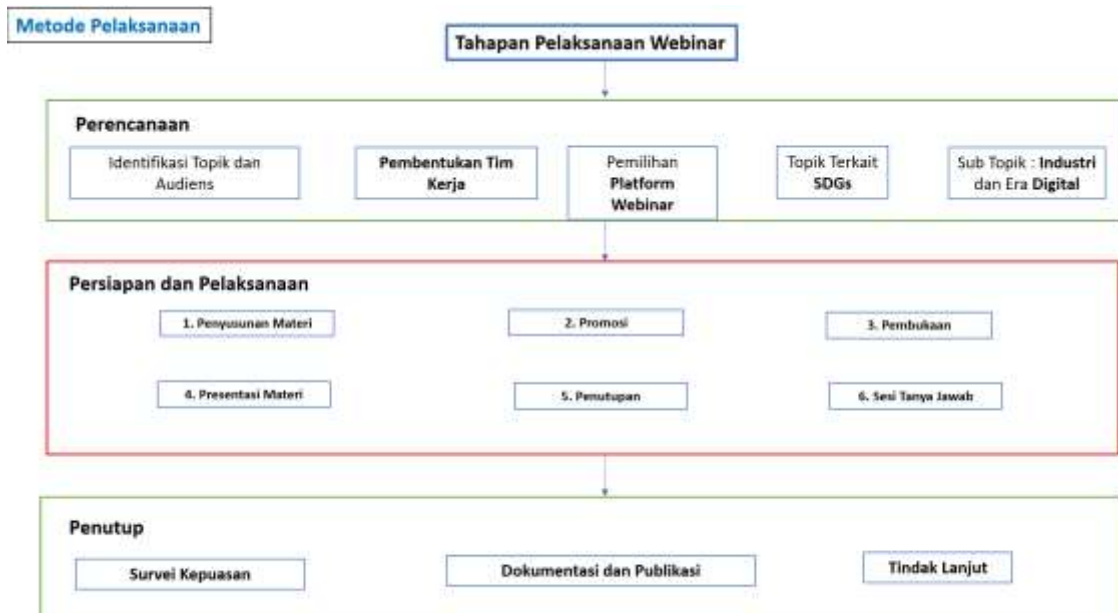 Metode Pelaksanaan
Tahapan Pelaksanaan Webinar
Perencanaan
Identifikasi Topik dan
Audiens
Pembentukan Tim
Kerja
Pemilihan
Platform
Webinar
Topik Terkait
SDGs
Sub Topik : Industri
dan Era Digital
Persiapan dan Pelaksanaan
1. Penyusunan Materi
2. Promosi
3. Pembukaan
4. Presentasi Materi
5. Penutupan
6. Sesi Tanya Jawab
Penutup
Survei Kepuasan
Dokumentasi dan Publikasi
Tindak Lanjut